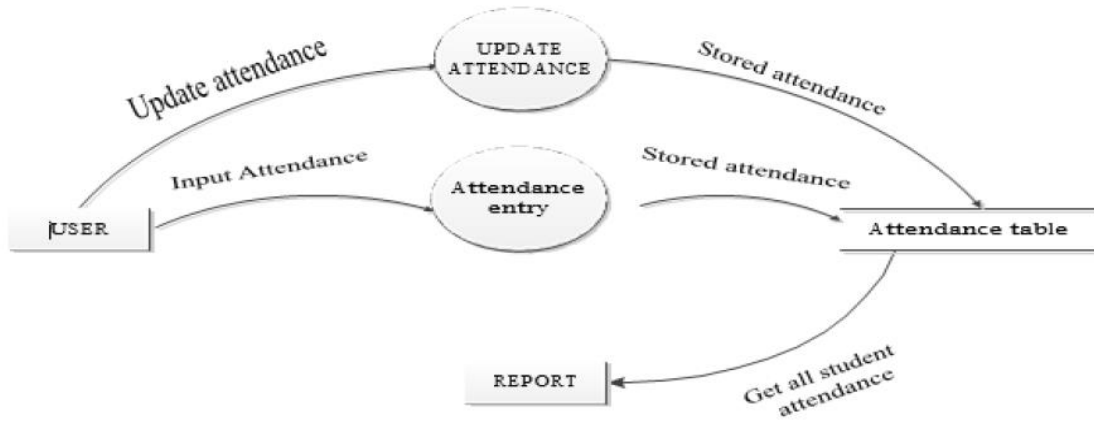 UPDATE
ATTENDANCE
Update attendance
Stored attendance
Input Attendance
Attendance
entry
Stored attendance
USER
Attendance table
REPORT
Get all student
attendance